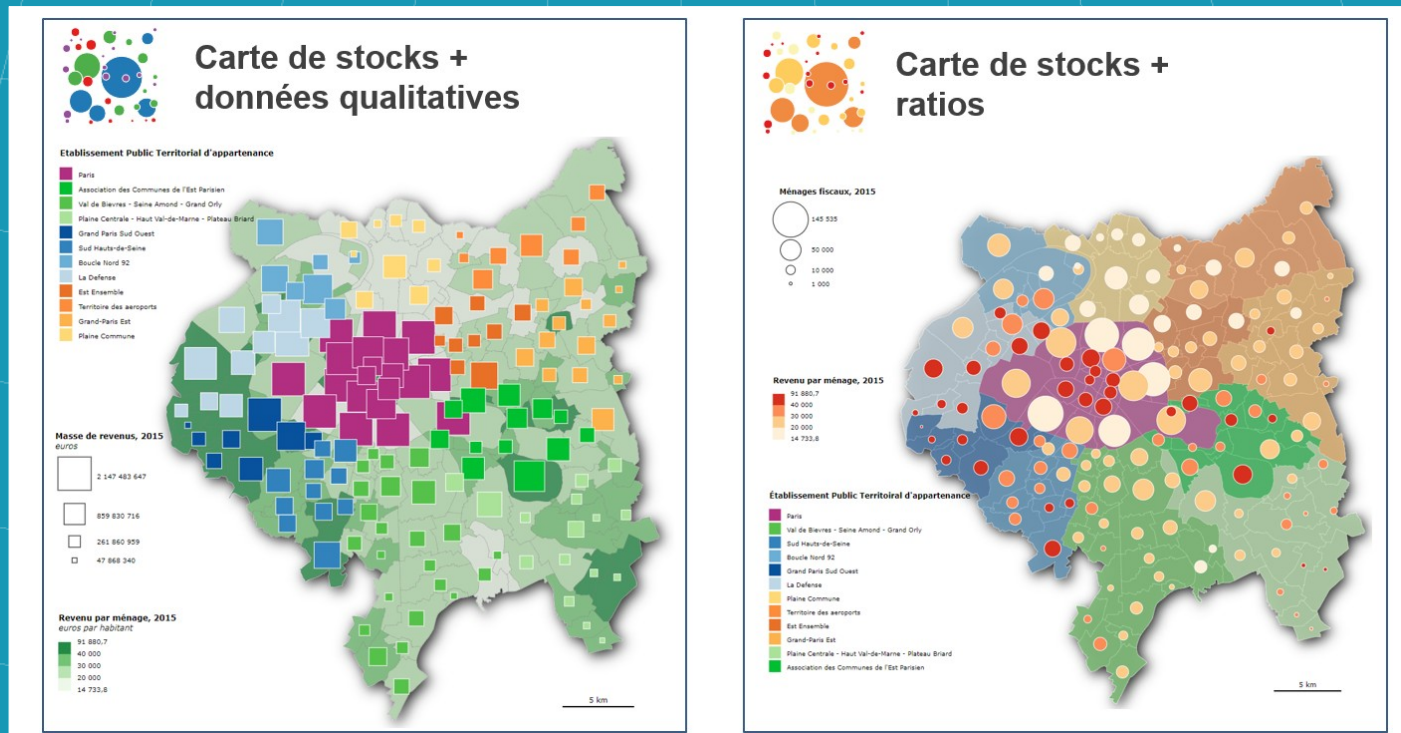 Carte de stocks +
données qualitatives
Etablissement Public Territorial d'appartenance
Paris
Association des Communes de l'Est Parisien
Val de Bievres - Seine Amond - Grand Orly
Plaine Centrale - Haut Val-de-Marne - Plateau Briard
Grand Paris Sud Ouest
Sud Hauts-de-Seine
Boucle Nord 92
La Defense
Est Ensemble
Territoire des aeroports
Grand-Paris Est
Plaine Commune
Masse de revenus, 2015
euros
2 147 483 647
859 830 716
261 860 959
47 868 340
Revenu par ménage, 2015
euros par habitant
91 880,7
40 000
30 000
20 000
14 733,8
5 km
Carte de stocks +
ratios
Ménages fiscaux, 2015
145 535
50 000
10 000
1 000
Revenu par ménage, 2015
91 880,7
40 000
30 000
20 000
14 733,8
Établissement Public Territoiral d'appartenance
Paris
Val de Bievres - Seine Amond - Grand Orly
Sud Hauts-de-Seine
Boucle Nord 92
Grand Paris Sud Ouest
La Defense
Plaine Commune
Territoire des aeroports
Est Ensemble
Grand-Paris Est
Plaine Centrale - Haut Val-de-Marne - Plateau Briard
Association des Communes de l'Est Parisien
5 km